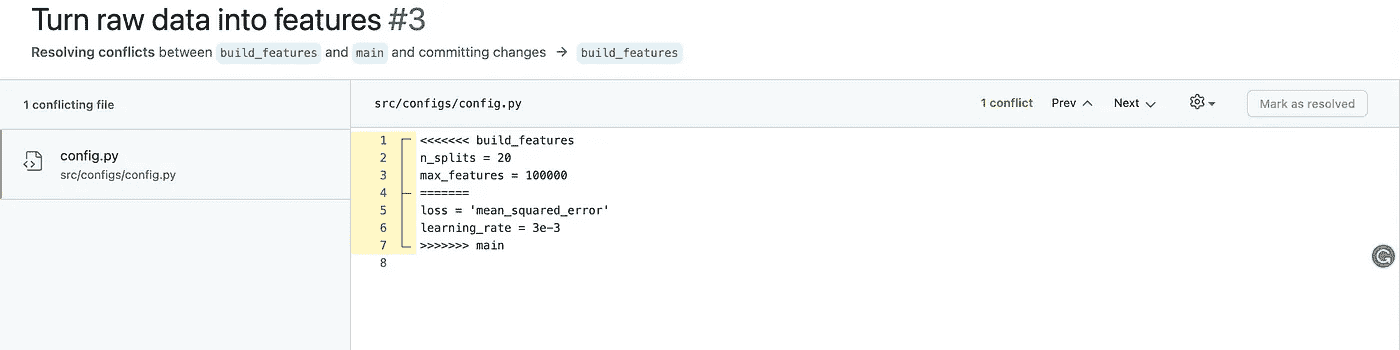 Turn raw data into features #3
Resolving conflicts between build_features and main and committing changes → build_features
1 conflicting file
src/configs/config.py
1 conflict Prev Next Mark as resolved
config.py
src/configs/config.py
1 <<<<<<< build_features
2 n_splits = 20
3 max_features = 100000
4 =======
5 loss = 'mean_squared_error'
6 learning_rate = 3e-3
7 >>>>>>> main
8